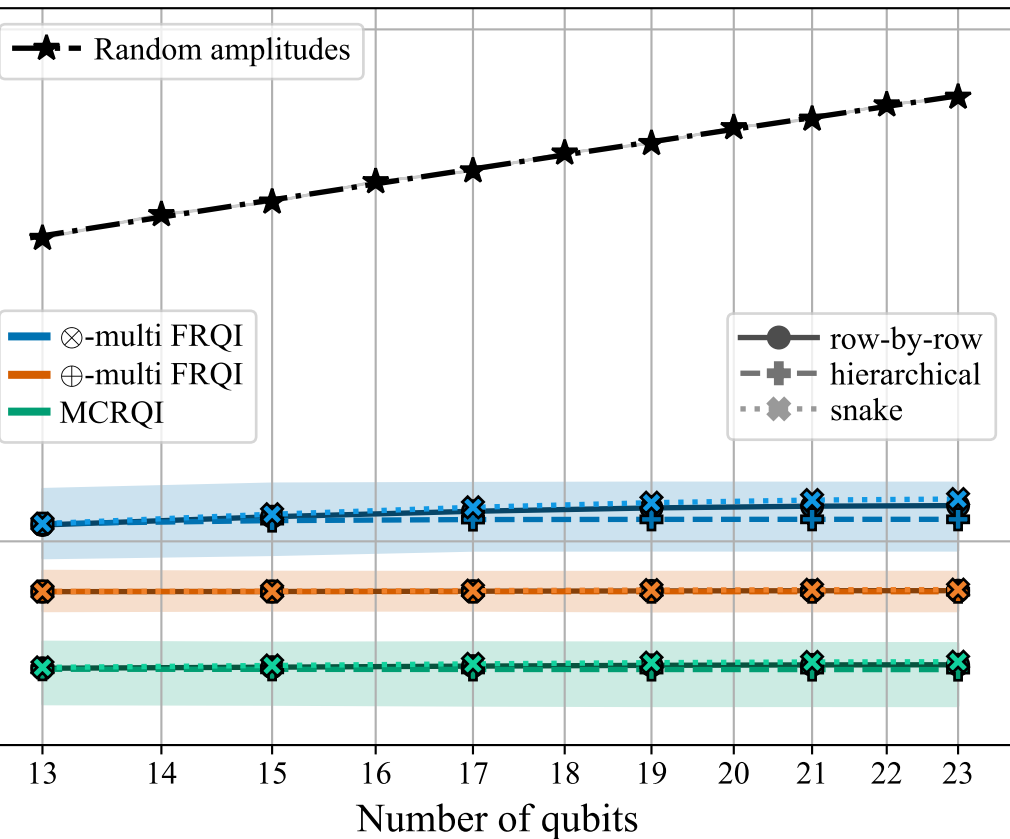 Random amplitudes
⊗-multi FRQI
⊕-multi FRQI
MCRQI
row-by-row
hierarchical
snake
13 14 15 16 17 18 19 20 21 22 23
Number of qubits